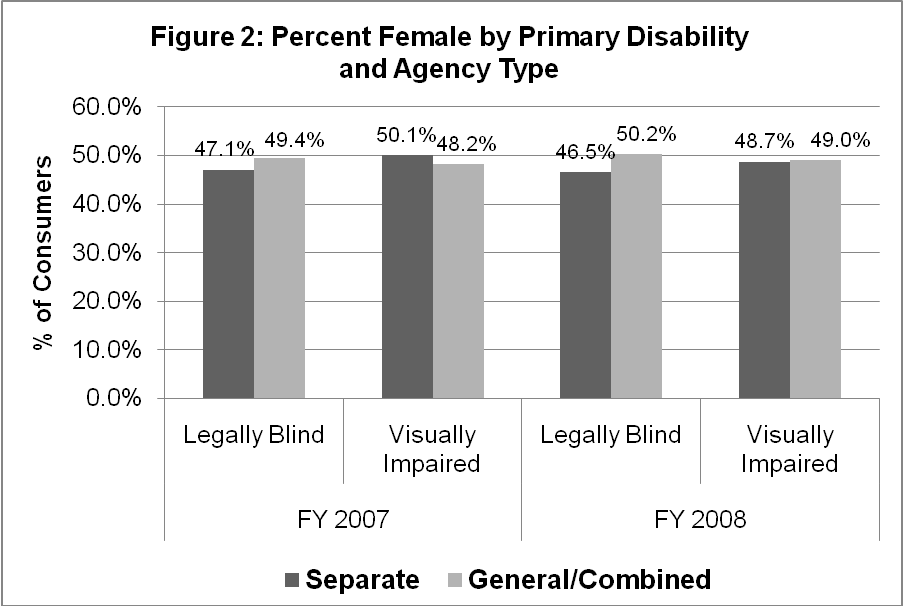 Figure 2: Percent Female by Primary Disability
and Agency Type
% of Consumers
60.0%
50.0%
40.0%
30.0%
20.0%
10.0%
0.0%
47.1% 49.4% 50.1% 48.2% 46.5% 50.2% 48.7% 49.0%
Legally Blind Visually Impaired Legally Blind Visually Impaired
FY 2007 FY 2008
Separate General/Combined